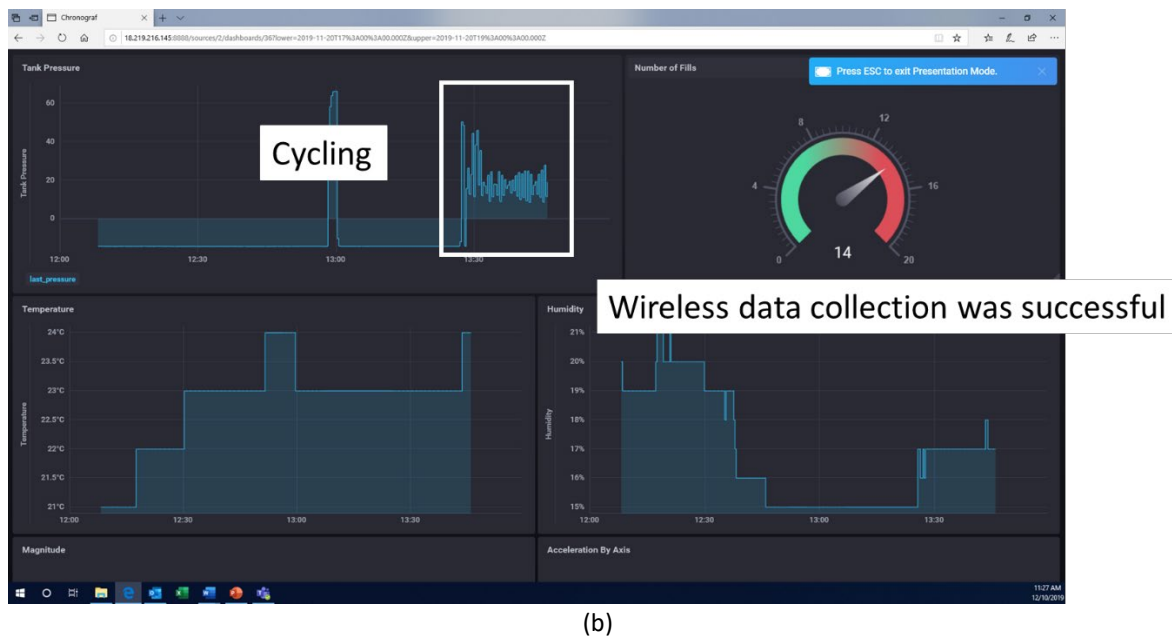 Chronograf
18.219.216.145:8888/sources/2/dashboards/36?lower=2019-11-20T17%3A00%3A00.000Z&upper=2019-11-20T19%3A00%3A00.000Z
Tank Pressure
Number of Fills
Press ESC to exit Presentation Mode.
60
40
20
0
Tank Pressure
Cycling
12:00
12:30
13:00
13:30
last_pressure
0
4
8
12
16
20
14
Wireless data collection was successful
Temperature
24°C
23.5°C
23°C
22.5°C
22°C
21.5°C
21°C
Temperature
12:00
12:30
13:00
13:30
Humidity
21%
20%
19%
18%
17%
16%
15%
Humidity
12:00
12:30
13:00
13:30
Magnitude
Acceleration By Axis
11:27 AM
12/10/2019
(b)